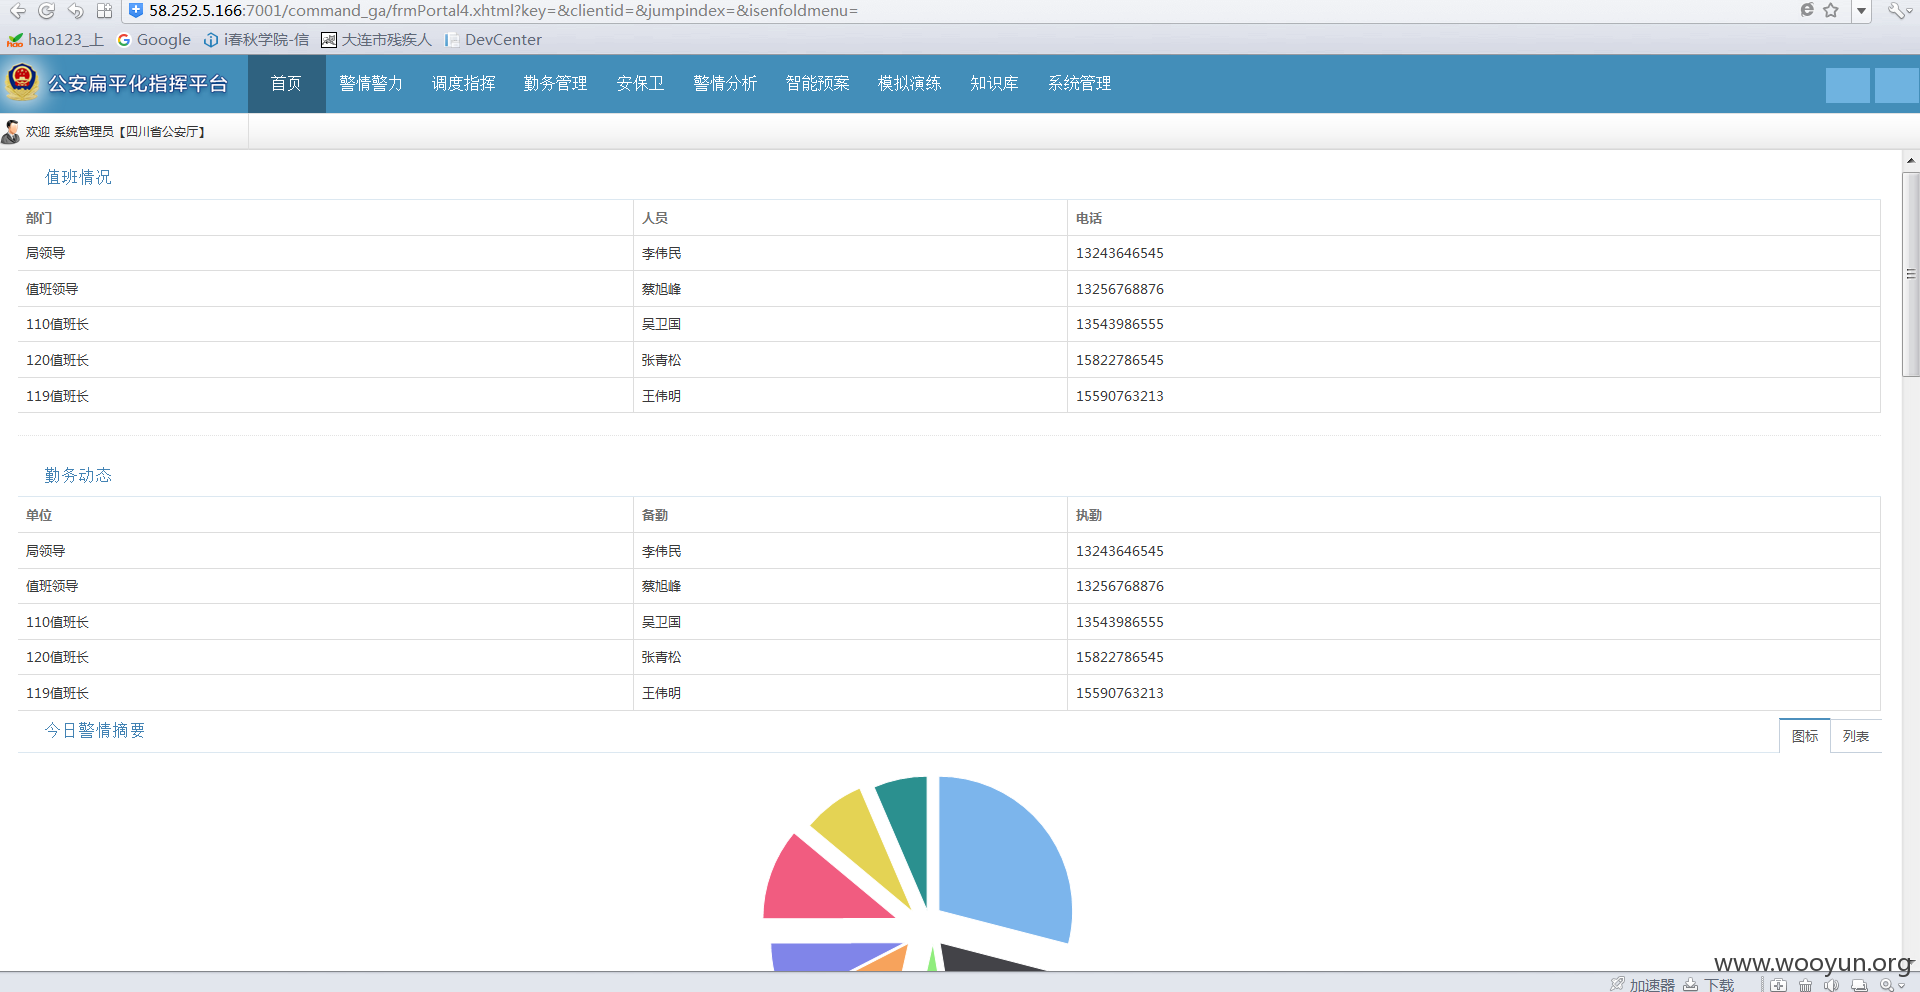 58.252.5.166:7001/command_ga/frmPortal4.xhtml?key=&clientid=&jumpindex=&isenfoldmenu=
hao123_上 Google i春秋学院-信 大连市残疾人 DevCenter
公安扁平化指挥平台 首页 警情警力 调度指挥 勤务管理 安保卫 警情分析 智能预案 模拟演练 知识库 系统管理
欢迎 系统管理员【四川省公安厅】
值班情况
部门 人员 电话
局领导 李伟民 13243646545
值班领导 蔡旭峰 13256768876
110值班长 吴卫国 13543986555
120值班长 张青松 15822786545
119值班长 王伟明 15590763213
勤务动态
单位 备勤 执勤
局领导 李伟民 13243646545
值班领导 蔡旭峰 13256768876
110值班长 吴卫国 13543986555
120值班长 张青松 15822786545
119值班长 王伟明 15590763213
今日警情摘要 图标 列表
www.wooyun.org
加速器 下载